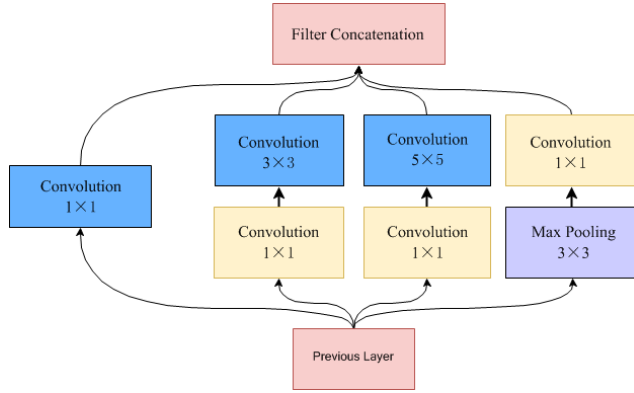 Filter Concatenation
Convolution
3×3
Convolution
5×5
Convolution
1×1
Convolution
1×1
Convolution
1×1
Convolution
1×1
Max Pooling
3×3
Previous Layer